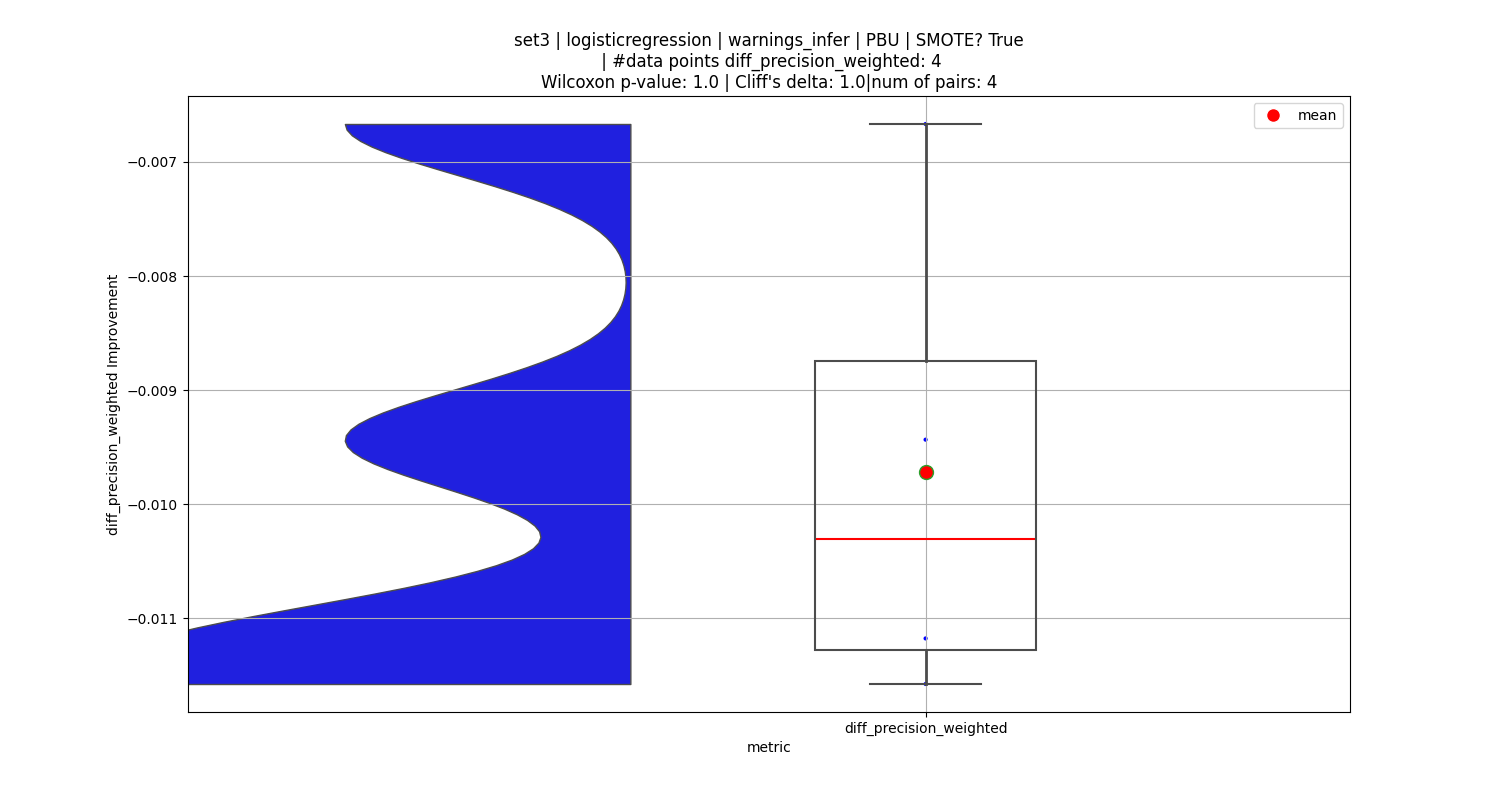 set3 | logisticregression | warnings_infer | PBU | SMOTE? True
| #data points diff_precision_weighted: 4
Wilcoxon p-value: 1.0 | Cliff's delta: 1.0|num of pairs: 4
mean
−0.007
−0.008
−0.009
−0.010
−0.011
diff_precision_weighted Improvement
diff_precision_weighted
metric